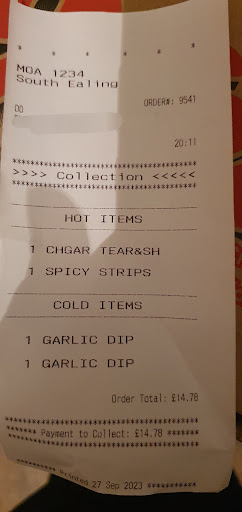 * * * * *
MGA 1234
South Ealing
ORDER#: 9541
DO
20:11
>>>> Collection <<<<<
HOT ITEMS
1 CHGAR TEAR&SH
1 SPICY STRIPS
COLD ITEMS
1 GARLIC DIP
1 GARLIC DIP
Order Total: £14.78
****** Payment to Collect: £14.78 ******
********** Printed 27 Sep 2023 **********